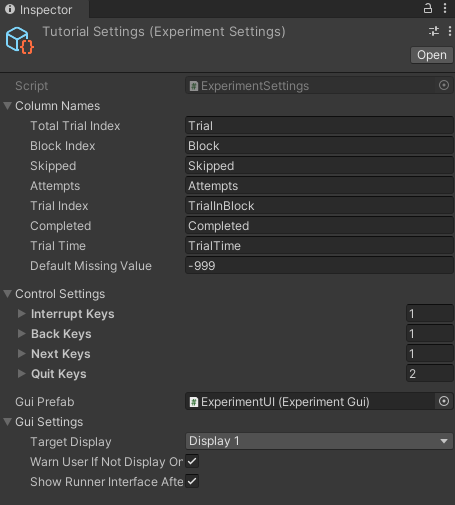 Inspector
Tutorial Settings (Experiment Settings)
Open
Script ExperimentSettings
Column Names
Total Trial Index Trial
Block Index Block
Skipped Skipped
Attempts Attempts
Trial Index TrialInBlock
Completed Completed
Trial Time TrialTime
Default Missing Value -999
Control Settings
Interrupt Keys 1
Back Keys 1
Next Keys 1
Quit Keys 2
Gui Prefab ExperimentUI (Experiment Gui)
Gui Settings
Target Display Display 1
Warn User If Not Display On
Show Runner Interface Afte